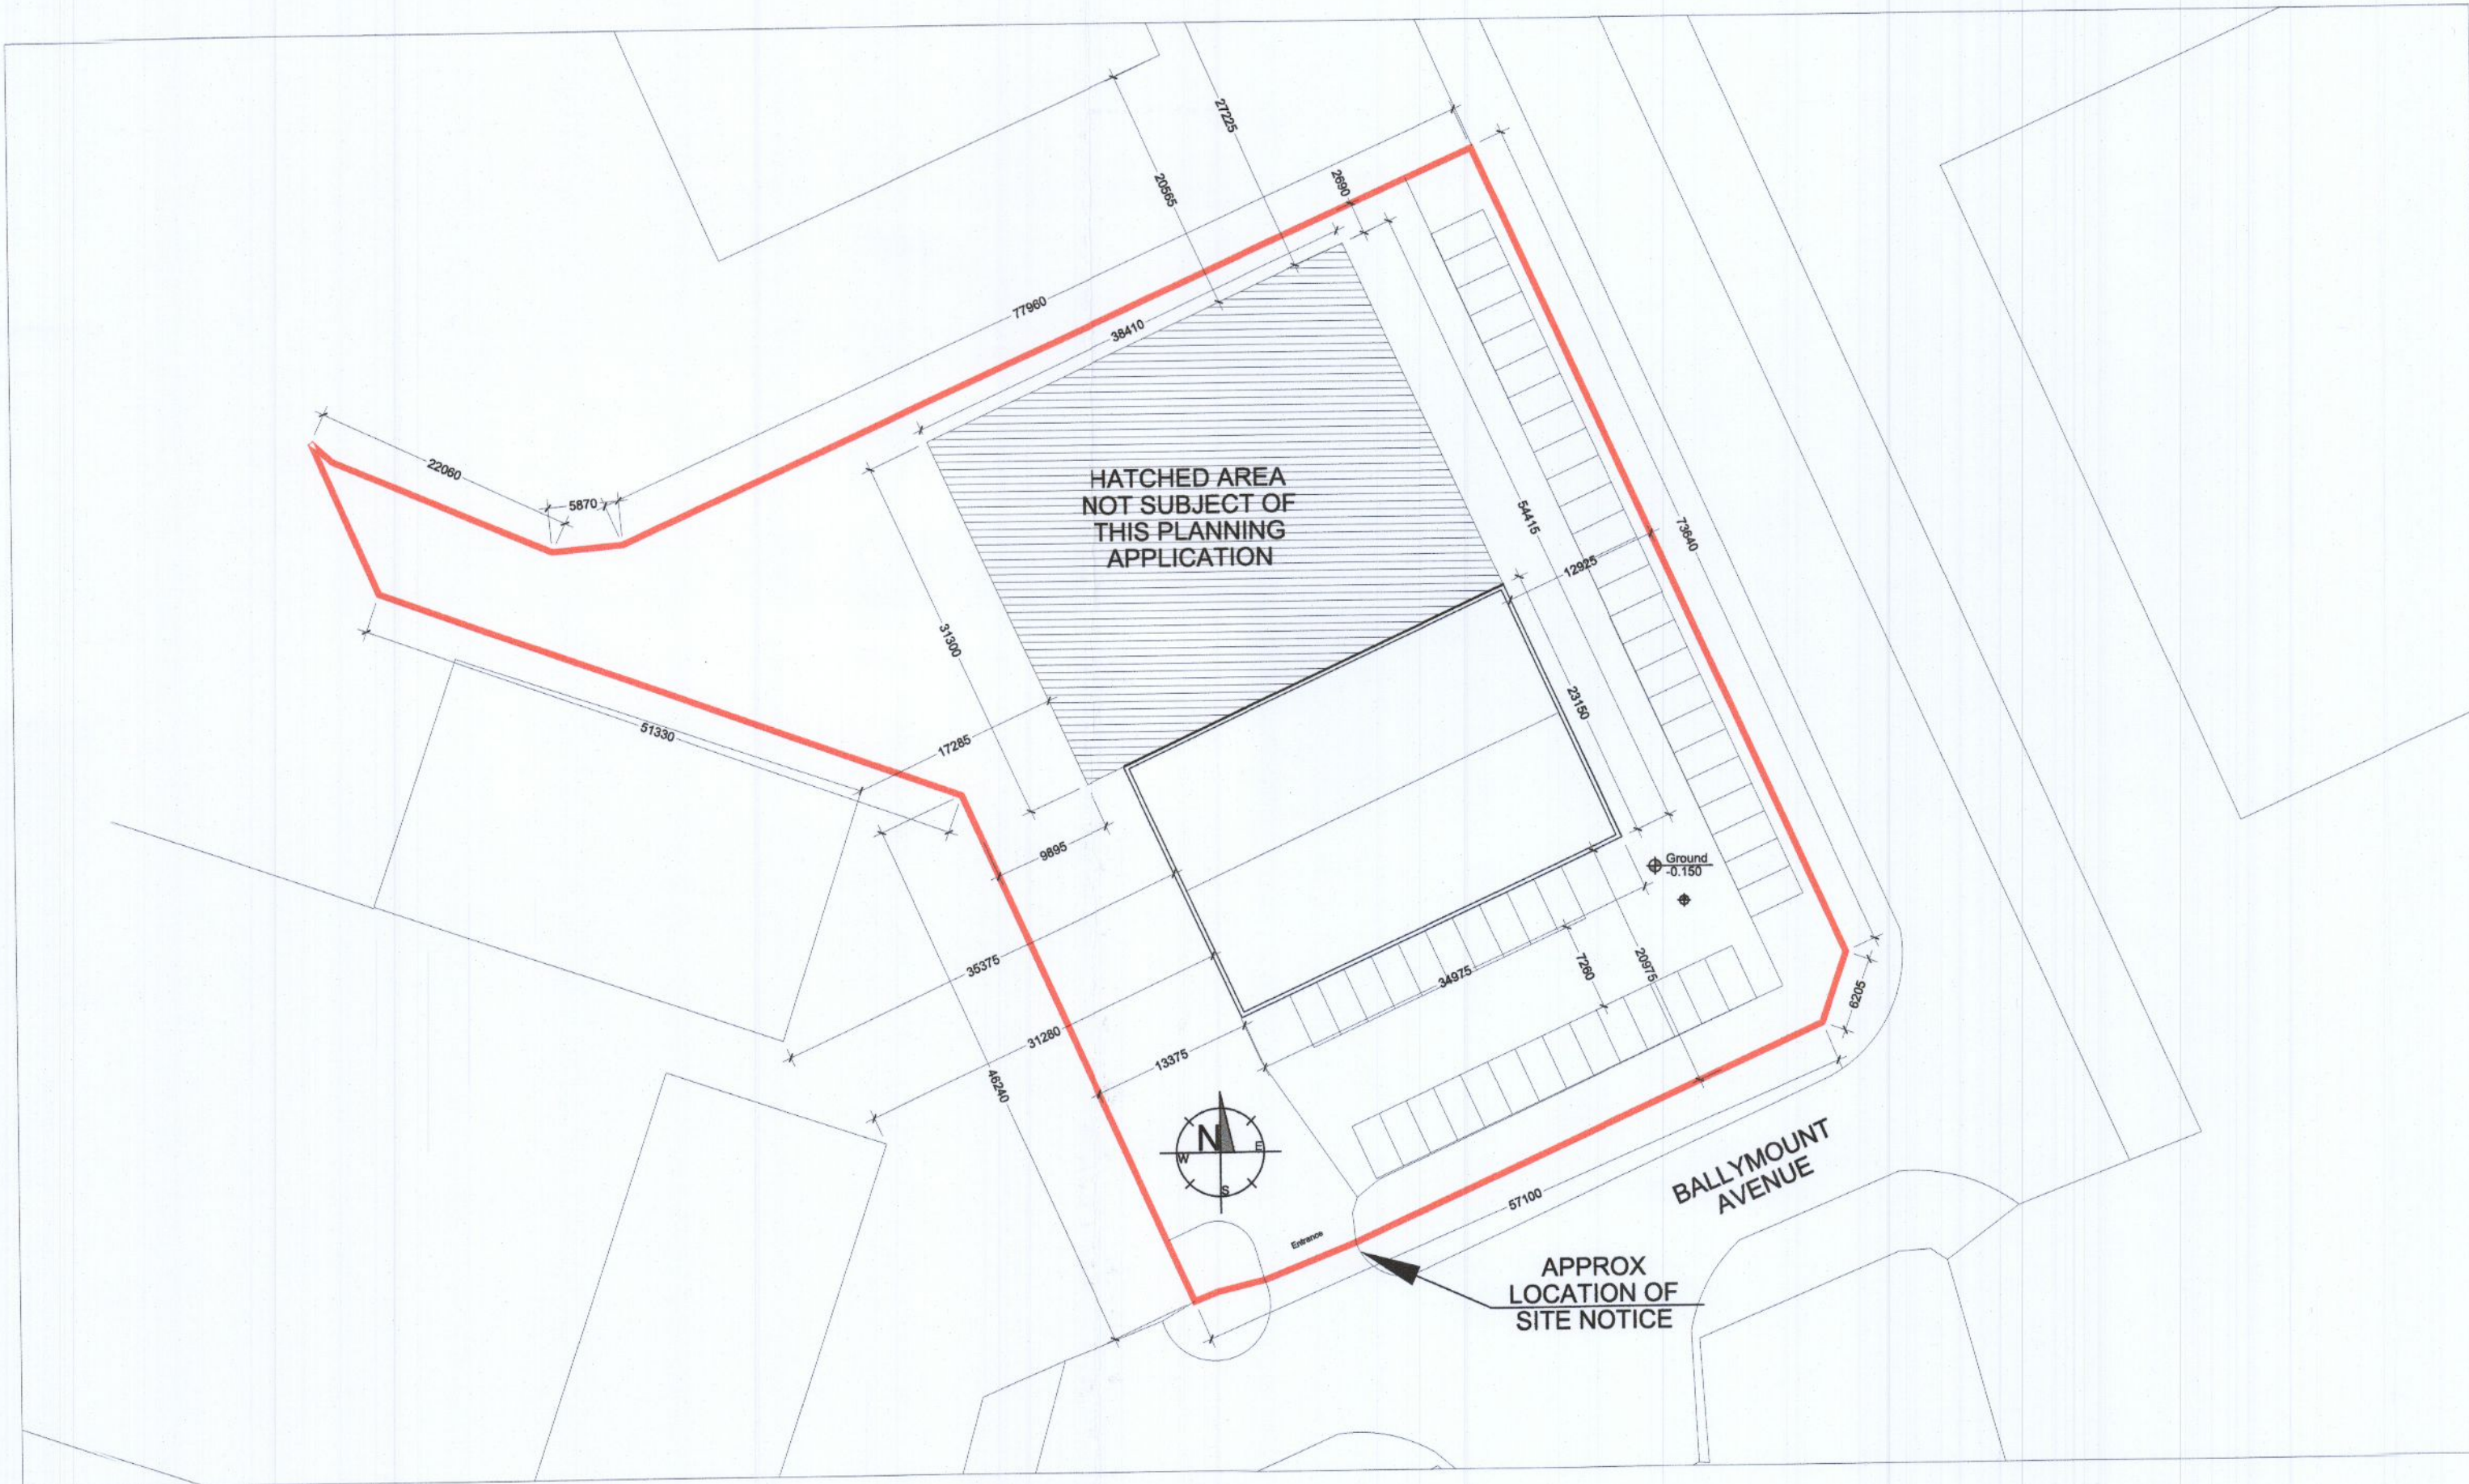 27225
20565
2690
77960
38410
22060
5870
HATCHED AREA
NOT SUBJECT OF
THIS PLANNING
APPLICATION
54415
73640
12925
31300
23150
51330
17285
9895
Ground
-0.150
35375
34975
7260
20975
6205
31280
13375
46240
N
E
W
S
57100
BALLYMOUNT
AVENUE
Entrance
APPROX
LOCATION OF
SITE NOTICE